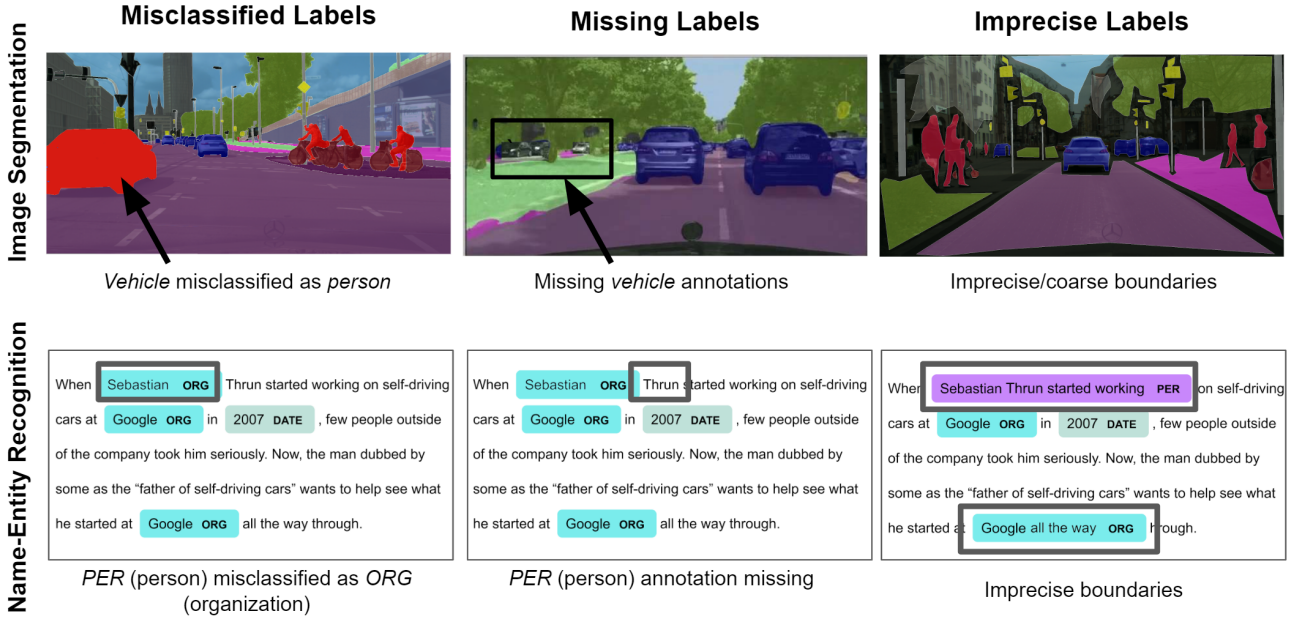 Misclassified Labels
Missing Labels
Imprecise Labels
Image Segmentation
Vehicle misclassified as person
Missing vehicle annotations
Imprecise/coarse boundaries
Name-Entity Recognition
When Sebastian ORG Thrun started working on self-driving
cars at Google ORG in 2007 DATE , few people outside
of the company took him seriously. Now, the man dubbed by
some as the “father of self-driving cars” wants to help see what
he started at Google ORG all the way through.
PER (person) misclassified as ORG
(organization)
When Sebastian ORG Thrun started working on self-driving
cars at Google ORG in 2007 DATE , few people outside
of the company took him seriously. Now, the man dubbed by
some as the “father of self-driving cars” wants to help see what
he started at Google ORG all the way through.
PER (person) annotation missing
When Sebastian Thrun started working PER on self-driving
cars at Google ORG in 2007 DATE , few people outside
of the company took him seriously. Now, the man dubbed by
some as the “father of self-driving cars” wants to help see what
he started at Google all the way ORG hrough.
Imprecise boundaries